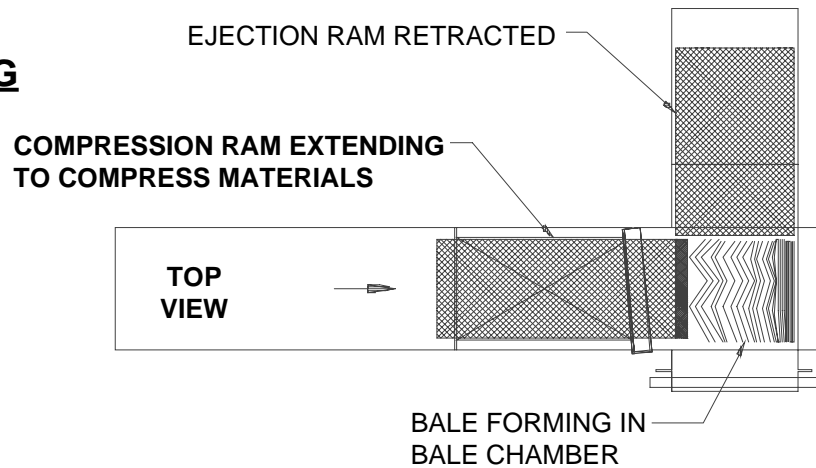 EJECTION RAM RETRACTED
G
COMPRESSION RAM EXTENDING
TO COMPRESS MATERIALS
TOP
VIEW
BALE FORMING IN
BALE CHAMBER